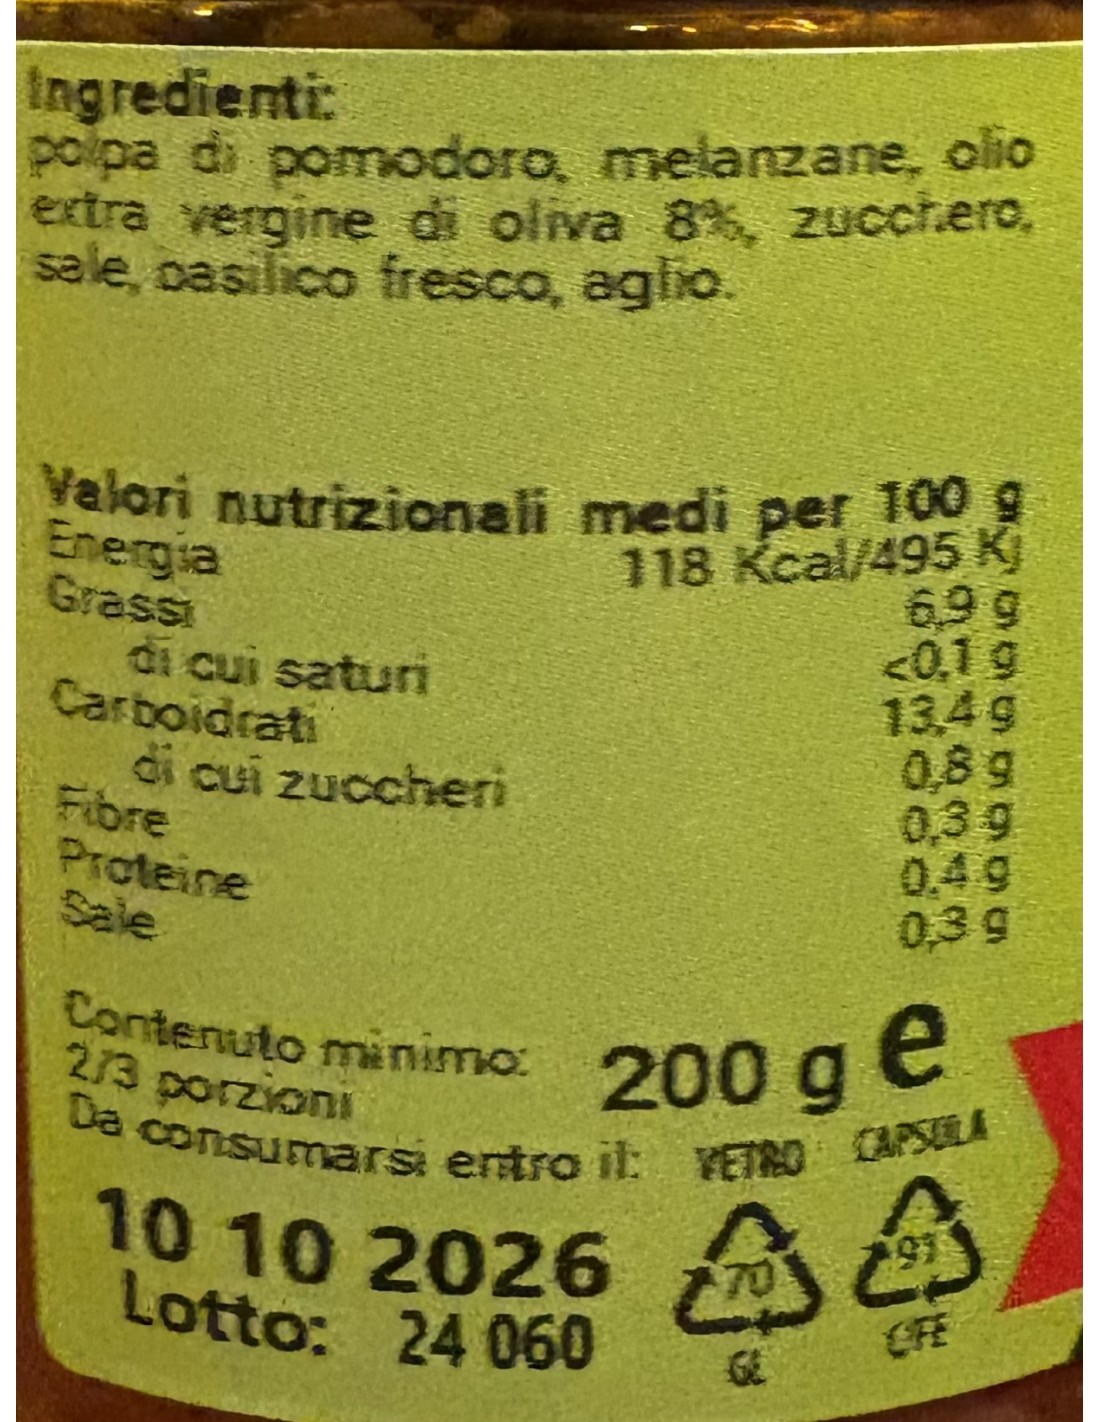 Ingredienti:
polpa di pomodoro, melanzane, olio
extra vergine di oliva 8%, zucchero,
sale, basilico fresco, aglio.
Valori nutrizionali medi per 100 g
Energia 118 Kcal/495 Kj
Grassi 6,9 g
di cui saturi <0,1 g
Carboidrati 13,4 g
di cui zuccheri 0,8 g
Fibre 0,3 g
Proteine 0,4 g
Sale 0,3 g
Contenuto minimo: 200 g e
2/3 porzioni
Da consumarsi entro il: VETRO CAPSULA
10 10 2026
Lotto: 24 060
70 91
GL C/FE